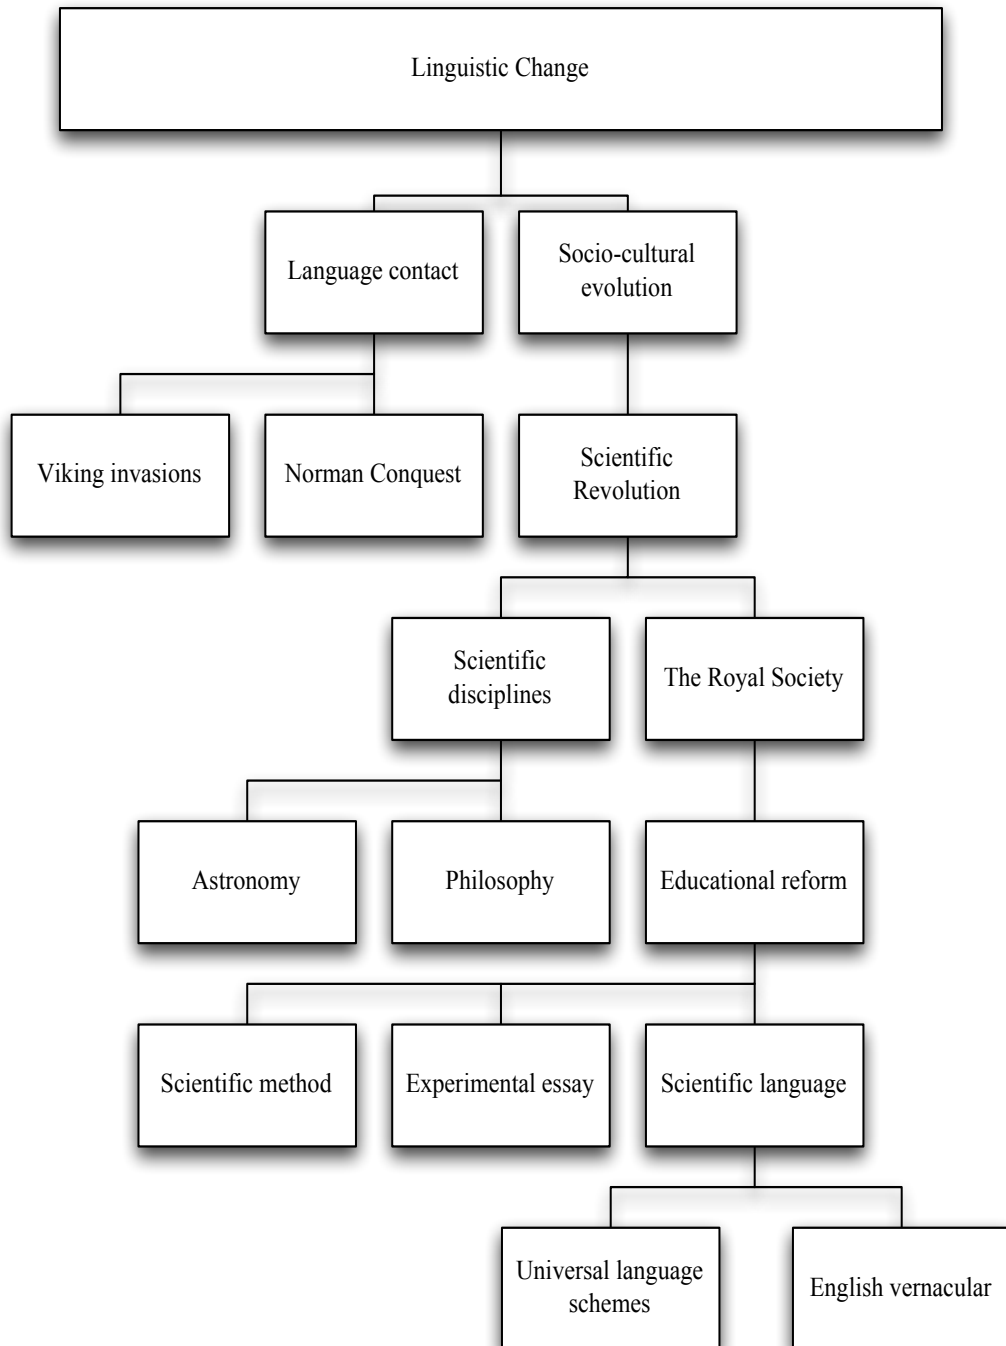 Linguistic Change
Language contact
Socio-cultural
evolution
Viking invasions
Norman Conquest
Scientific
Revolution
Scientific
disciplines
The Royal Society
Astronomy
Philosophy
Educational reform
Scientific method
Experimental essay
Scientific language
Universal language
schemes
English vernacular